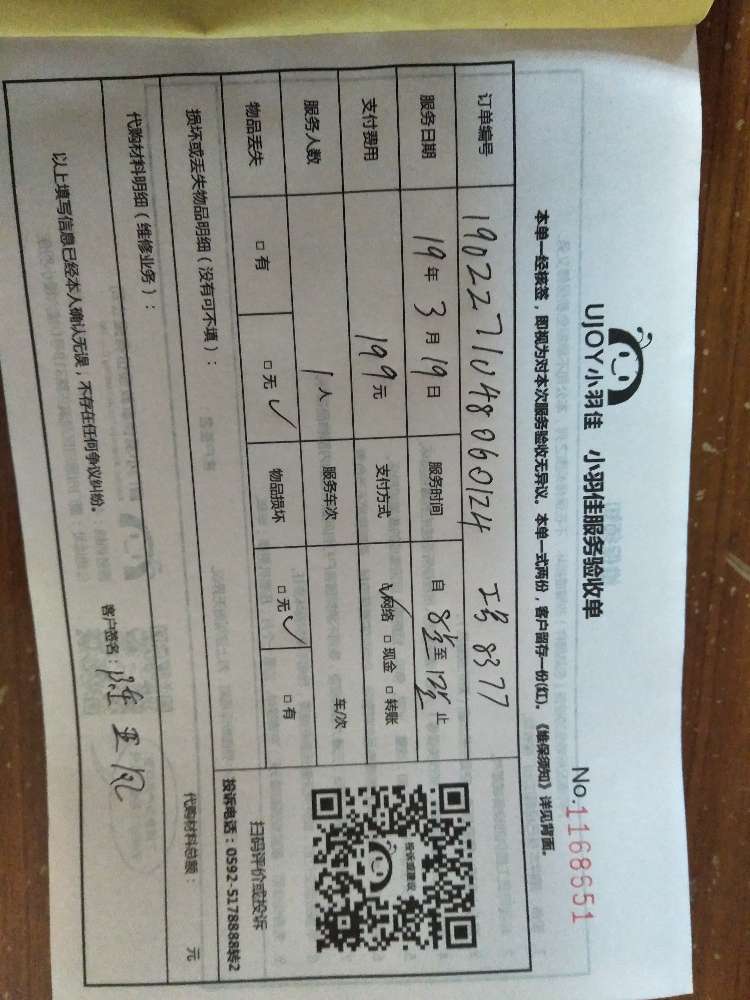 UJOY小羽佳 小羽佳服务验收单
No.1168651
本单一经核签，即视为对本次服务验收无异议。本单一式两份，客户留存一份(红)。《维保须知》详见背面。
订单编号 1902271048060124 工号 8377
服务日期 19年 3月 19日 服务时间 自 8:至 12: 止
支付费用 199元 支付方式 ☑网络 □现金 □转账
服务人数 1人 服务车次 车/次
物品丢失 □有 □无✓ 物品损坏 □无✓ □有
投诉或建议
扫码评价或投诉
投诉电话：0592-5178888转2
损坏或丢失物品明细（没有可不填）：
代购材料明细（维修业务）：
代购材料总额： 元
以上填写信息已经本人确认无误，不存在任何争议纠纷。 客户签名：